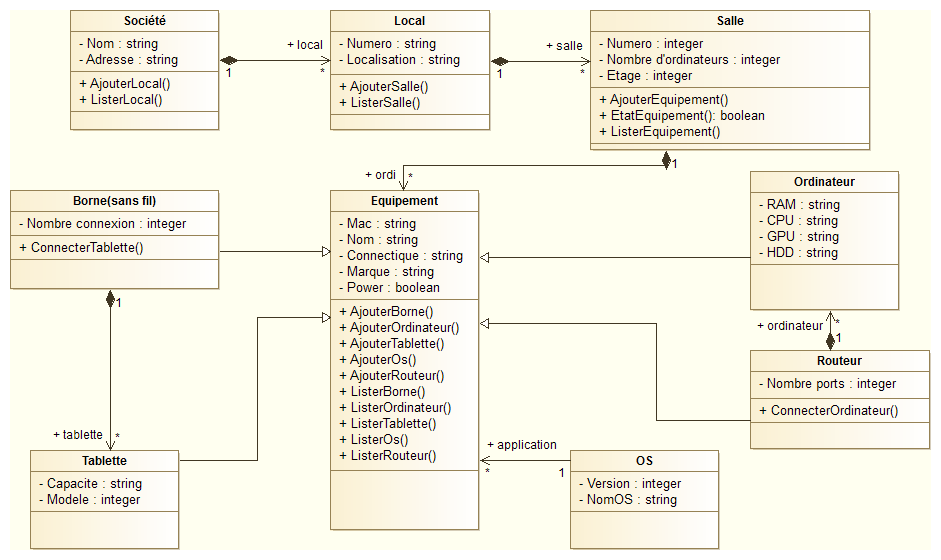 Société
- Nom : string
- Adresse : string
+ AjouterLocal()
+ ListerLocal()
1
+ local
*
Local
- Numero : string
- Localisation : string
+ AjouterSalle()
+ ListerSalle()
1
+ salle
*
Salle
- Numero : integer
- Nombre d'ordinateurs : integer
- Etage : integer
+ AjouterEquipement()
+ EtatEquipement(): boolean
+ ListerEquipement()
1
+ ordi
*
Borne(sans fil)
- Nombre connexion : integer
+ ConnecterTablette()
1
+ tablette
*
Equipement
- Mac : string
- Nom : string
- Connectique : string
- Marque : string
- Power : boolean
+ AjouterBorne()
+ AjouterOrdinateur()
+ AjouterTablette()
+ AjouterOs()
+ AjouterRouteur()
+ ListerBorne()
+ ListerOrdinateur()
+ ListerTablette()
+ ListerOs()
+ ListerRouteur()
Ordinateur
- RAM : string
- CPU : string
- GPU : string
- HDD : string
+ ordinateur
*
1
Routeur
- Nombre ports : integer
+ ConnecterOrdinateur()
Tablette
- Capacite : string
- Modele : integer
+ application
*
1
OS
- Version : integer
- NomOS : string